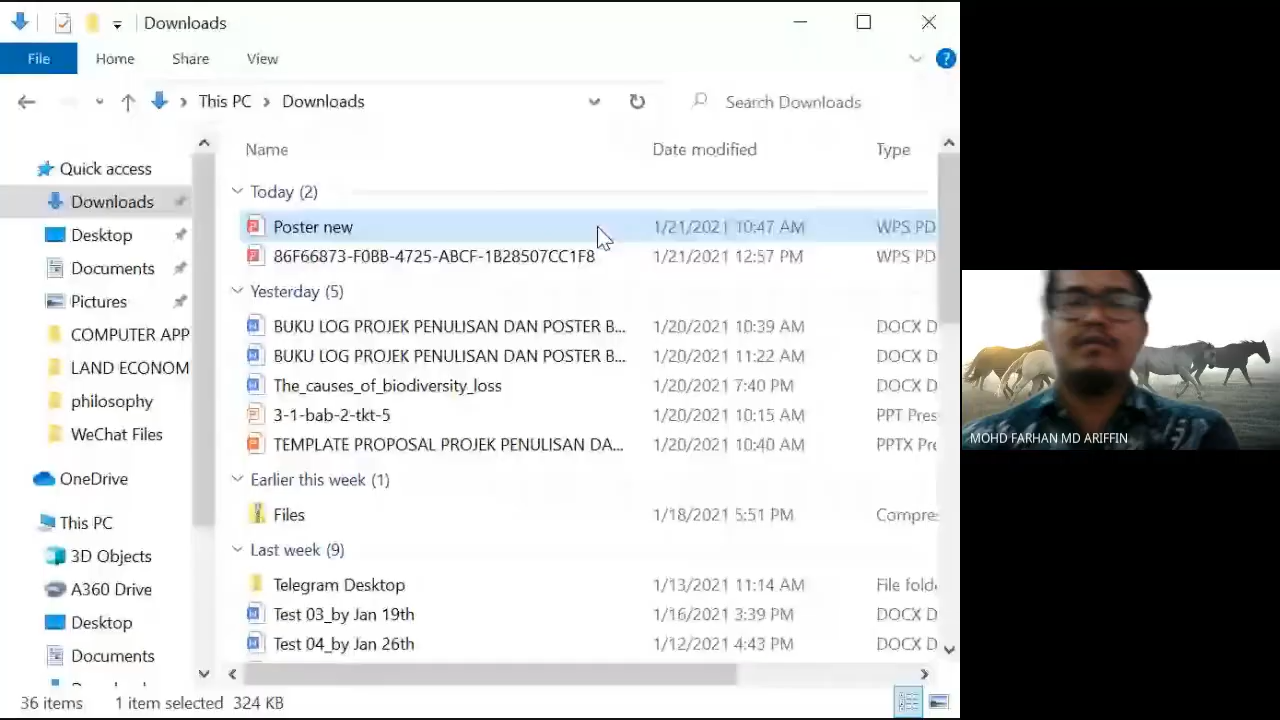 Downloads
File Home Share View
This PC Downloads Search Downloads
Name Date modified Type
Quick access
Downloads
Desktop
Documents
Pictures
COMPUTER APP
LAND ECONOM
philosophy
WeChat Files
OneDrive
This PC
3D Objects
A360 Drive
Desktop
Documents
Today (2)
Poster new 1/21/2021 10:47 AM WPS PD
86F66873-F0BB-4725-ABCF-1B28507CC1F8 1/21/2021 12:57 PM WPS PD
Yesterday (5)
BUKU LOG PROJEK PENULISAN DAN POSTER B... 1/20/2021 10:39 AM DOCX D
BUKU LOG PROJEK PENULISAN DAN POSTER B... 1/20/2021 11:22 AM DOCX D
The_causes_of_biodiversity_loss 1/20/2021 7:40 PM DOCX D
3-1-bab-2-tkt-5 1/20/2021 10:15 AM PPT Pres
TEMPLATE PROPOSAL PROJEK PENULISAN DA... 1/20/2021 10:40 AM PPTX Pre
Earlier this week (1)
Files 1/18/2021 5:51 PM Compre
Last week (9)
Telegram Desktop 1/13/2021 11:14 AM File fold
Test 03_by Jan 19th 1/16/2021 3:39 PM DOCX D
Test 04_by Jan 26th 1/12/2021 4:43 PM DOCX D
36 items 1 item selected 324 KB
MOHD FARHAN MD ARIFFIN